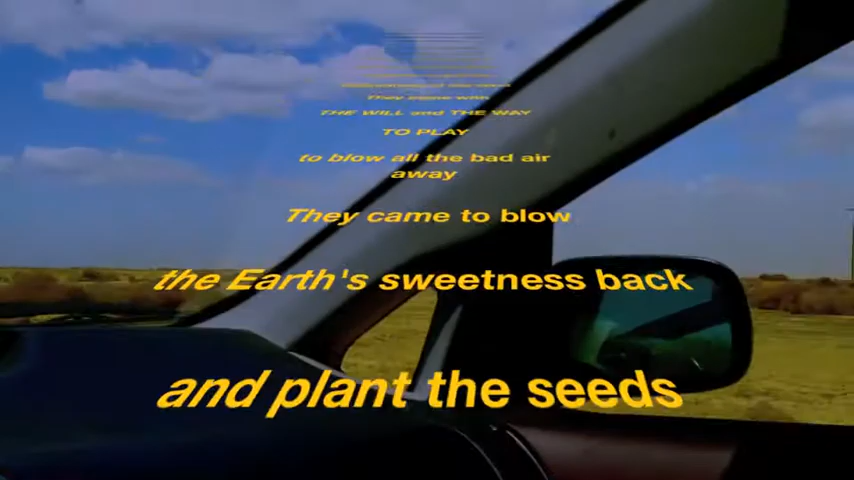 They came with
THE WILL and THE WAY
TO PLAY
to blow all the bad air
away
They came to blow
the Earth's sweetness back
and plant the seeds